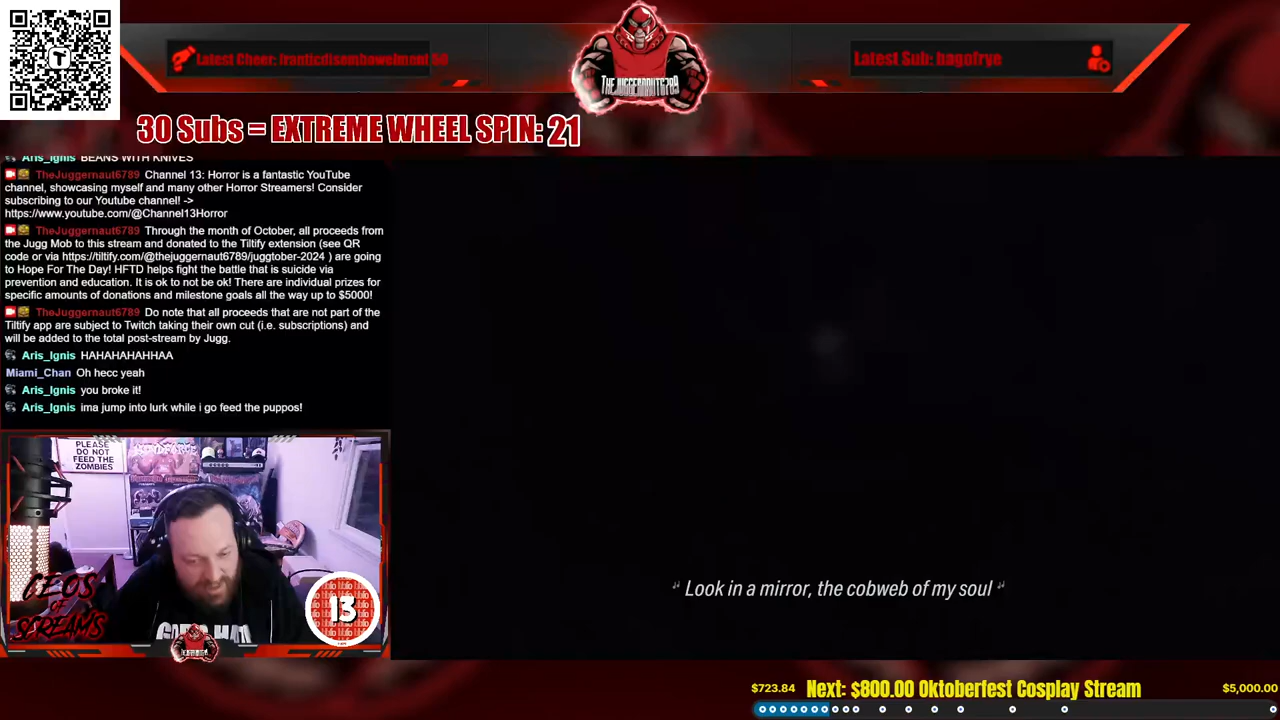 Latest Cheer: franticdisembowelment 50
THEJUGGERNAUT6789
Latest Sub: bagofrye
30 Subs = EXTREME WHEEL SPIN: 21
Aris_Ignis BEANS WITH KNIVES
TheJuggernaut6789 Channel 13: Horror is a fantastic YouTube
channel, showcasing myself and many other Horror Streamers! Consider
subscribing to our Youtube channel! ->
https://www.youtube.com/@Channel13Horror
TheJuggernaut6789 Through the month of October, all proceeds from
the Jugg Mob to this stream and donated to the Tiltify extension (see QR
code or via https://tiltify.com/@thejuggernaut6789/juggtober-2024 ) are going
to Hope For The Day! HFTD helps fight the battle that is suicide via
prevention and education. It is ok to not be ok! There are individual prizes for
specific amounts of donations and milestone goals all the way up to $5000!
TheJuggernaut6789 Do note that all proceeds that are not part of the
Tiltify app are subject to Twitch taking their own cut (i.e. subscriptions) and
will be added to the total post-stream by Jugg.
Aris_Ignis HAHAHAHAHHAA
Miami_Chan Oh hecc yeah
Aris_Ignis you broke it!
Aris_Ignis ima jump into lurk while i go feed the puppos!
PLEASE
DO NOT
FEED THE
ZOMBIES
CEOS
OF
SCREAMS
13
Look in a mirror, the cobweb of my soul
$723.84 Next: $800.00 Oktoberfest Cosplay Stream $5,000.00